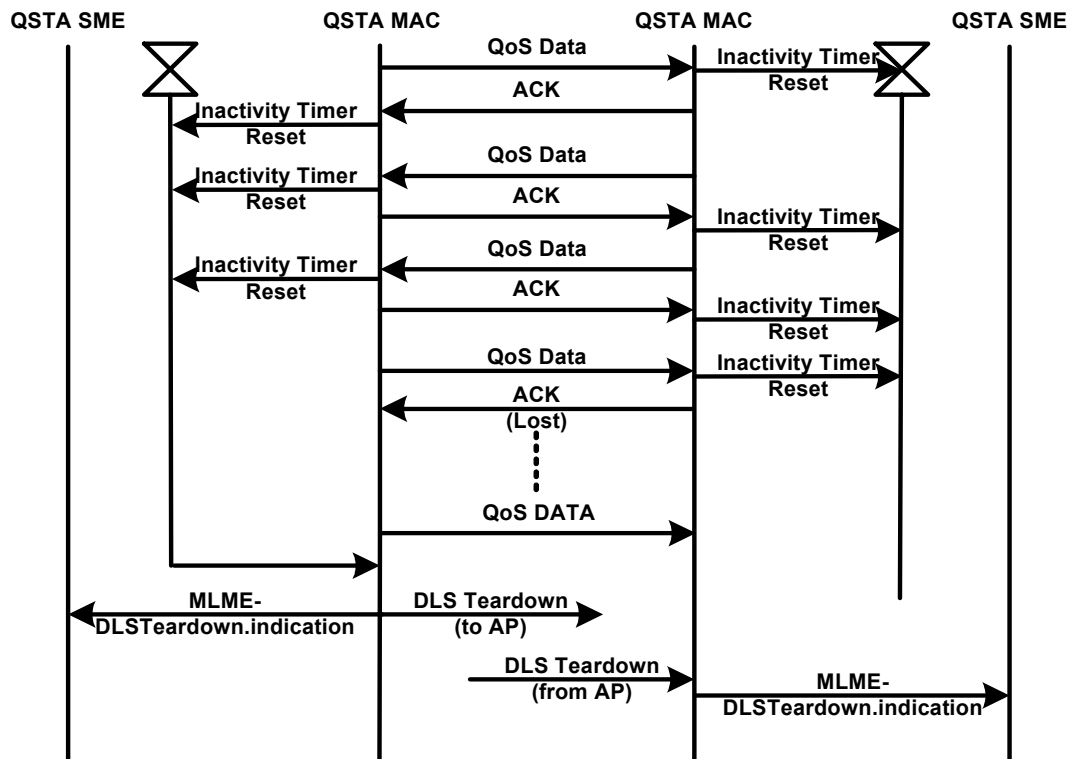 QSTA SME
QSTA MAC
QSTA MAC
QSTA SME
QoS Data
Inactivity Timer
Reset
ACK
Inactivity Timer
Reset
QoS Data
Inactivity Timer
Reset
ACK
Inactivity Timer
Reset
QoS Data
Inactivity Timer
Reset
ACK
Inactivity Timer
Reset
QoS Data
Inactivity Timer
Reset
ACK
(Lost)
QoS DATA
MLME-
DLSTeardown.indication
DLS Teardown
(to AP)
DLS Teardown
(from AP)
MLME-
DLSTeardown.indication